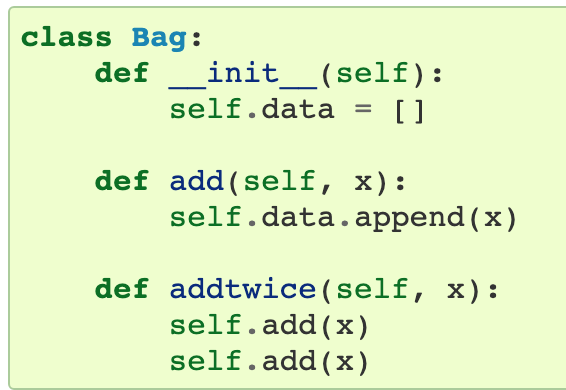 class Bag:
    def __init__(self):
        self.data = []

    def add(self, x):
        self.data.append(x)

    def addtwice(self, x):
        self.add(x)
        self.add(x)